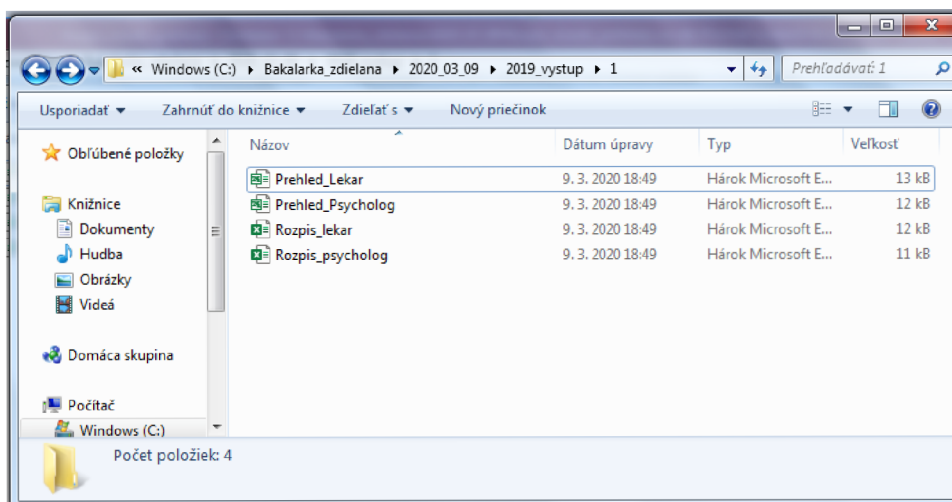 « Windows (C:) ▸ Bakalarka_zdielana ▸ 2020_03_09 ▸ 2019_vystup ▸ 1
Prehľadávať: 1
Usporiadať Zahrnúť do knižnice Zdieľať s Nový priečinok
Názov Dátum úpravy Typ Veľkosť
Obľúbené položky
Prehled_Lekar 9. 3. 2020 18:49 Hárok Microsoft E... 13 kB
Knižnice Prehled_Psycholog 9. 3. 2020 18:49 Hárok Microsoft E... 12 kB
Dokumenty Rozpis_lekar 9. 3. 2020 18:49 Hárok Microsoft E... 12 kB
Hudba Rozpis_psycholog 9. 3. 2020 18:49 Hárok Microsoft E... 11 kB
Obrázky
Videá
Domáca skupina
Počítač
Windows (C:)
Počet položiek: 4